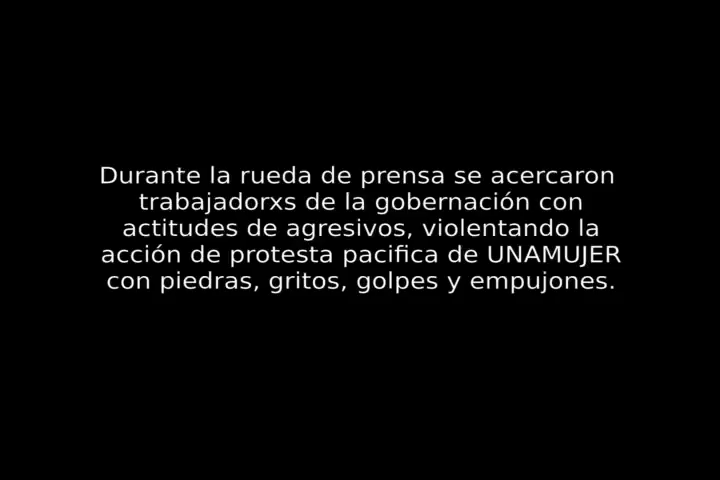 Durante la rueda de prensa se acercaron
trabajadorxs de la gobernación con
actitudes de agresivos, violentando la
acción de protesta pacifica de UNAMUJER
con piedras, gritos, golpes y empujones.